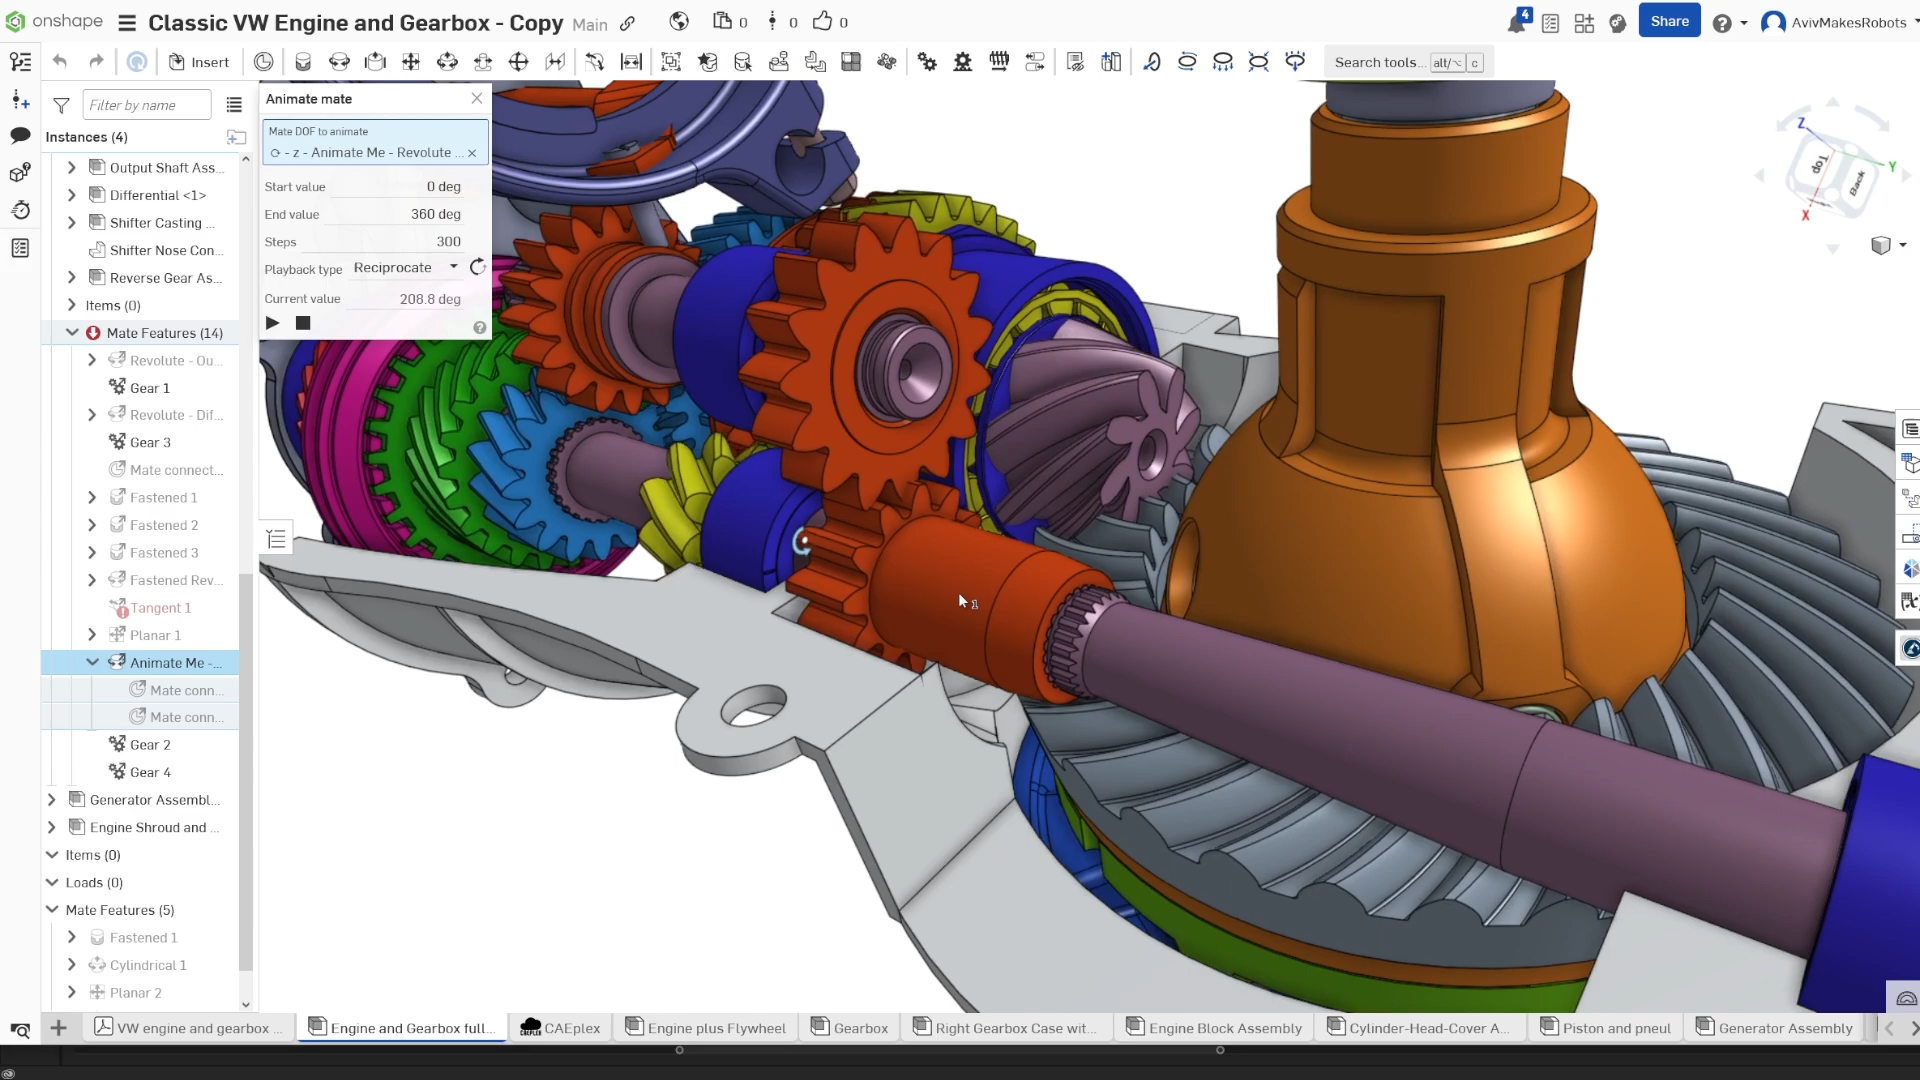 onshape
Classic VW Engine and Gearbox - Copy Main
0
0
0
4
Share
AvivMakesRobots
Insert
Search tools... alt/⌥ c
Filter by name
Instances (4)
Output Shaft Ass...
Differential <1>
Shifter Casting ...
Shifter Nose Con...
Reverse Gear As...
Items (0)
Mate Features (14)
Revolute - Ou...
Gear 1
Revolute - Dif...
Gear 3
Mate connect...
Fastened 1
Fastened 2
Fastened 3
Fastened Rev...
Tangent 1
Planar 1
Animate Me -...
Mate conn...
Mate conn...
Gear 2
Gear 4
Generator Assembl...
Engine Shroud and ...
Items (0)
Loads (0)
Mate Features (5)
Fastened 1
Cylindrical 1
Planar 2
Animate mate
Mate DOF to animate
- z - Animate Me - Revolute ...
Start value 0 deg
End value 360 deg
Steps 300
Playback type Reciprocate
Current value 208.8 deg
1
Z
Y
X
Top
Back
VW engine and gearbox ...
Engine and Gearbox full...
CAEplex
Engine plus Flywheel
Gearbox
Right Gearbox Case wit...
Engine Block Assembly
Cylinder-Head-Cover A...
Piston and pneul
Generator Assembly